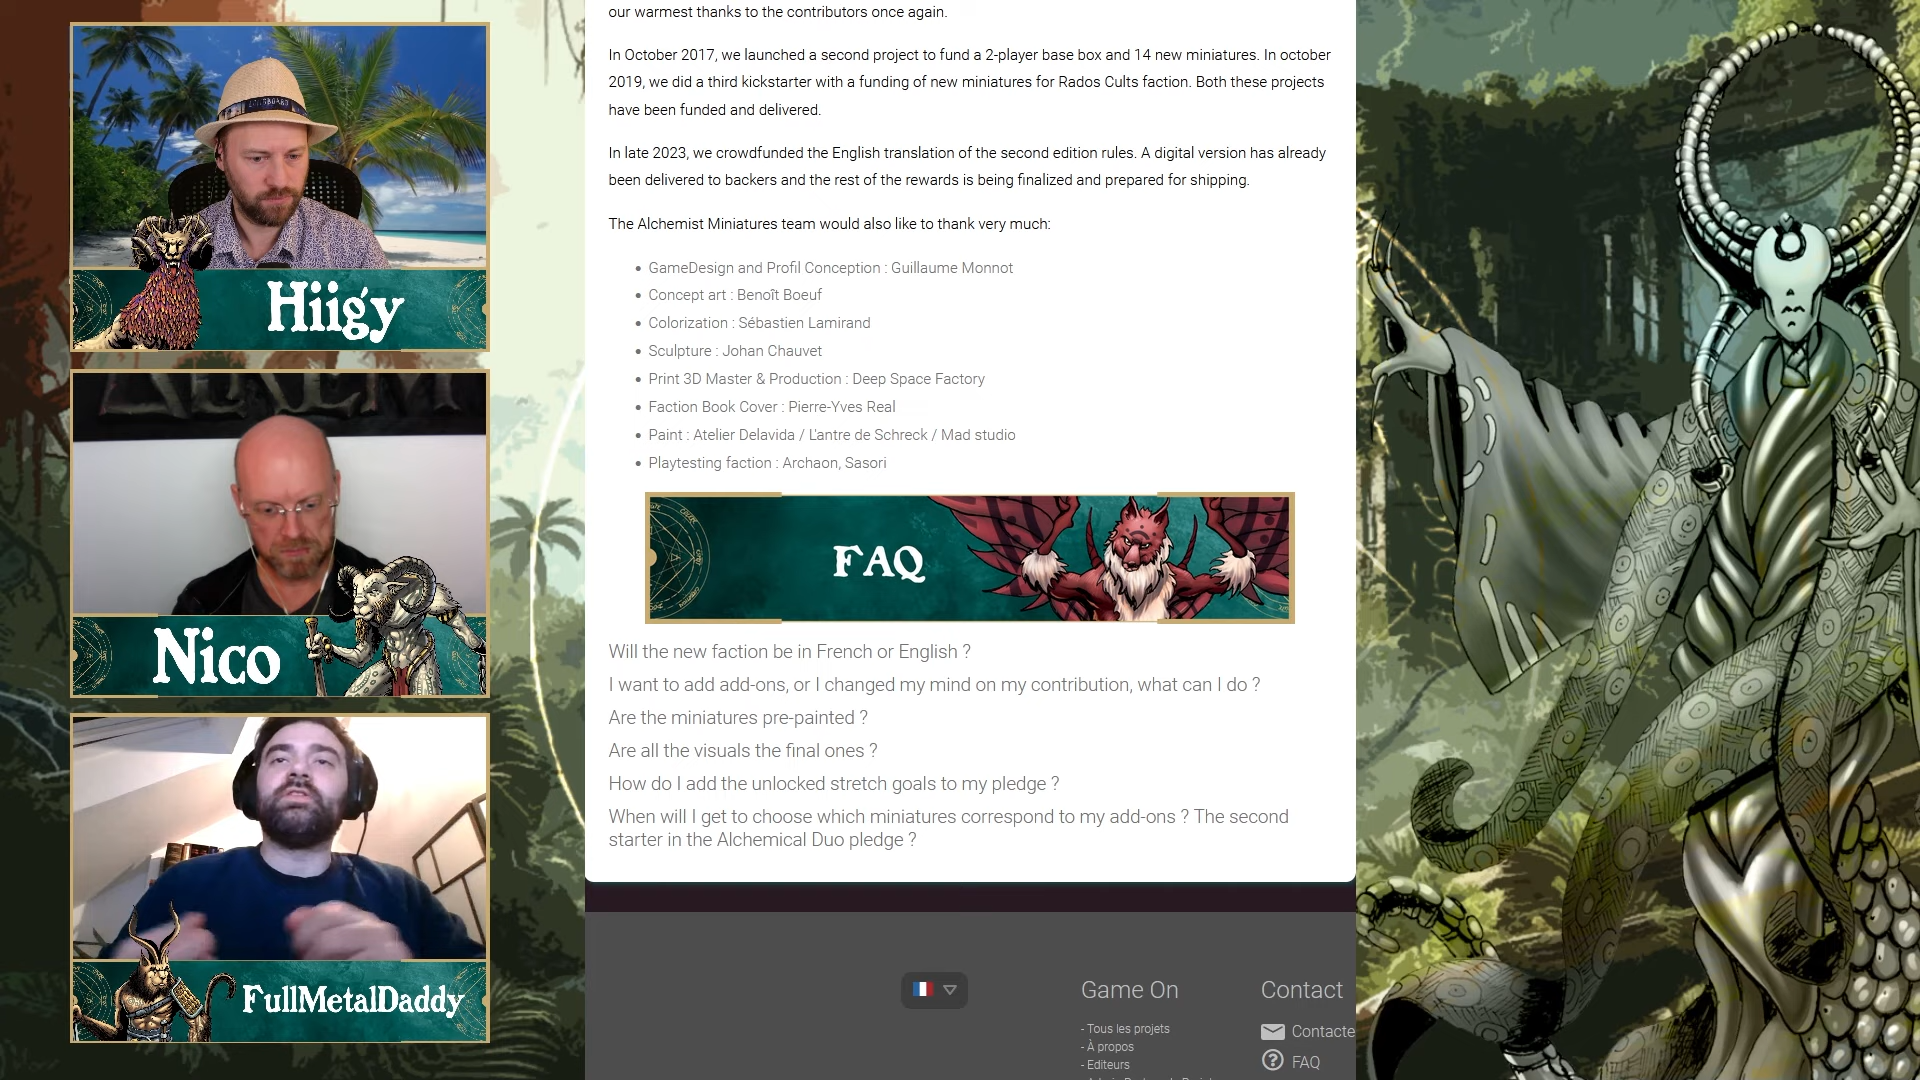 Hiigy
Nico
FullMetalDaddy
our warmest thanks to the contributors once again.
In October 2017, we launched a second project to fund a 2-player base box and 14 new miniatures. In october
2019, we did a third kickstarter with a funding of new miniatures for Rados Cults faction. Both these projects
have been funded and delivered.
In late 2023, we crowdfunded the English translation of the second edition rules. A digital version has already
been delivered to backers and the rest of the rewards is being finalized and prepared for shipping.
The Alchemist Miniatures team would also like to thank very much:
• GameDesign and Profil Conception : Guillaume Monnot
• Concept art : Benoît Boeuf
• Colorization : Sébastien Lamirand
• Sculpture : Johan Chauvet
• Print 3D Master & Production : Deep Space Factory
• Faction Book Cover : Pierre-Yves Real
• Paint : Atelier Delavida / L'antre de Schreck / Mad studio
• Playtesting faction : Archaon, Sasori
FAQ
Will the new faction be in French or English ?
I want to add add-ons, or I changed my mind on my contribution, what can I do ?
Are the miniatures pre-painted ?
Are all the visuals the final ones ?
How do I add the unlocked stretch goals to my pledge ?
When will I get to choose which miniatures correspond to my add-ons ? The second
starter in the Alchemical Duo pledge ?
Game On
- Tous les projets
- À propos
- Editeurs
Contact
Contacte
FAQ